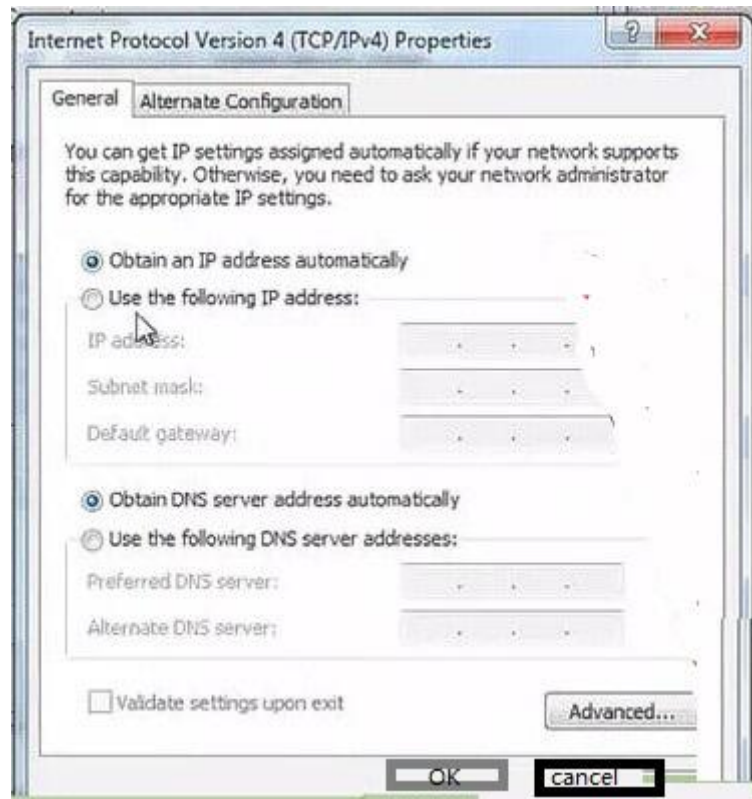 Internet Protocol Version 4 (TCP/IPv4) Properties
General
Alternate Configuration
You can get IP settings assigned automatically if your network supports
this capability. Otherwise, you need to ask your network administrator
for the appropriate IP settings.
Obtain an IP address automatically
Use the following IP address:
IP address:
Subnet mask:
Default gateway:
Obtain DNS server address automatically
Use the following DNS server addresses:
Preferred DNS server:
Alternate DNS server:
Validate settings upon exit
Advanced...
OK
cancel